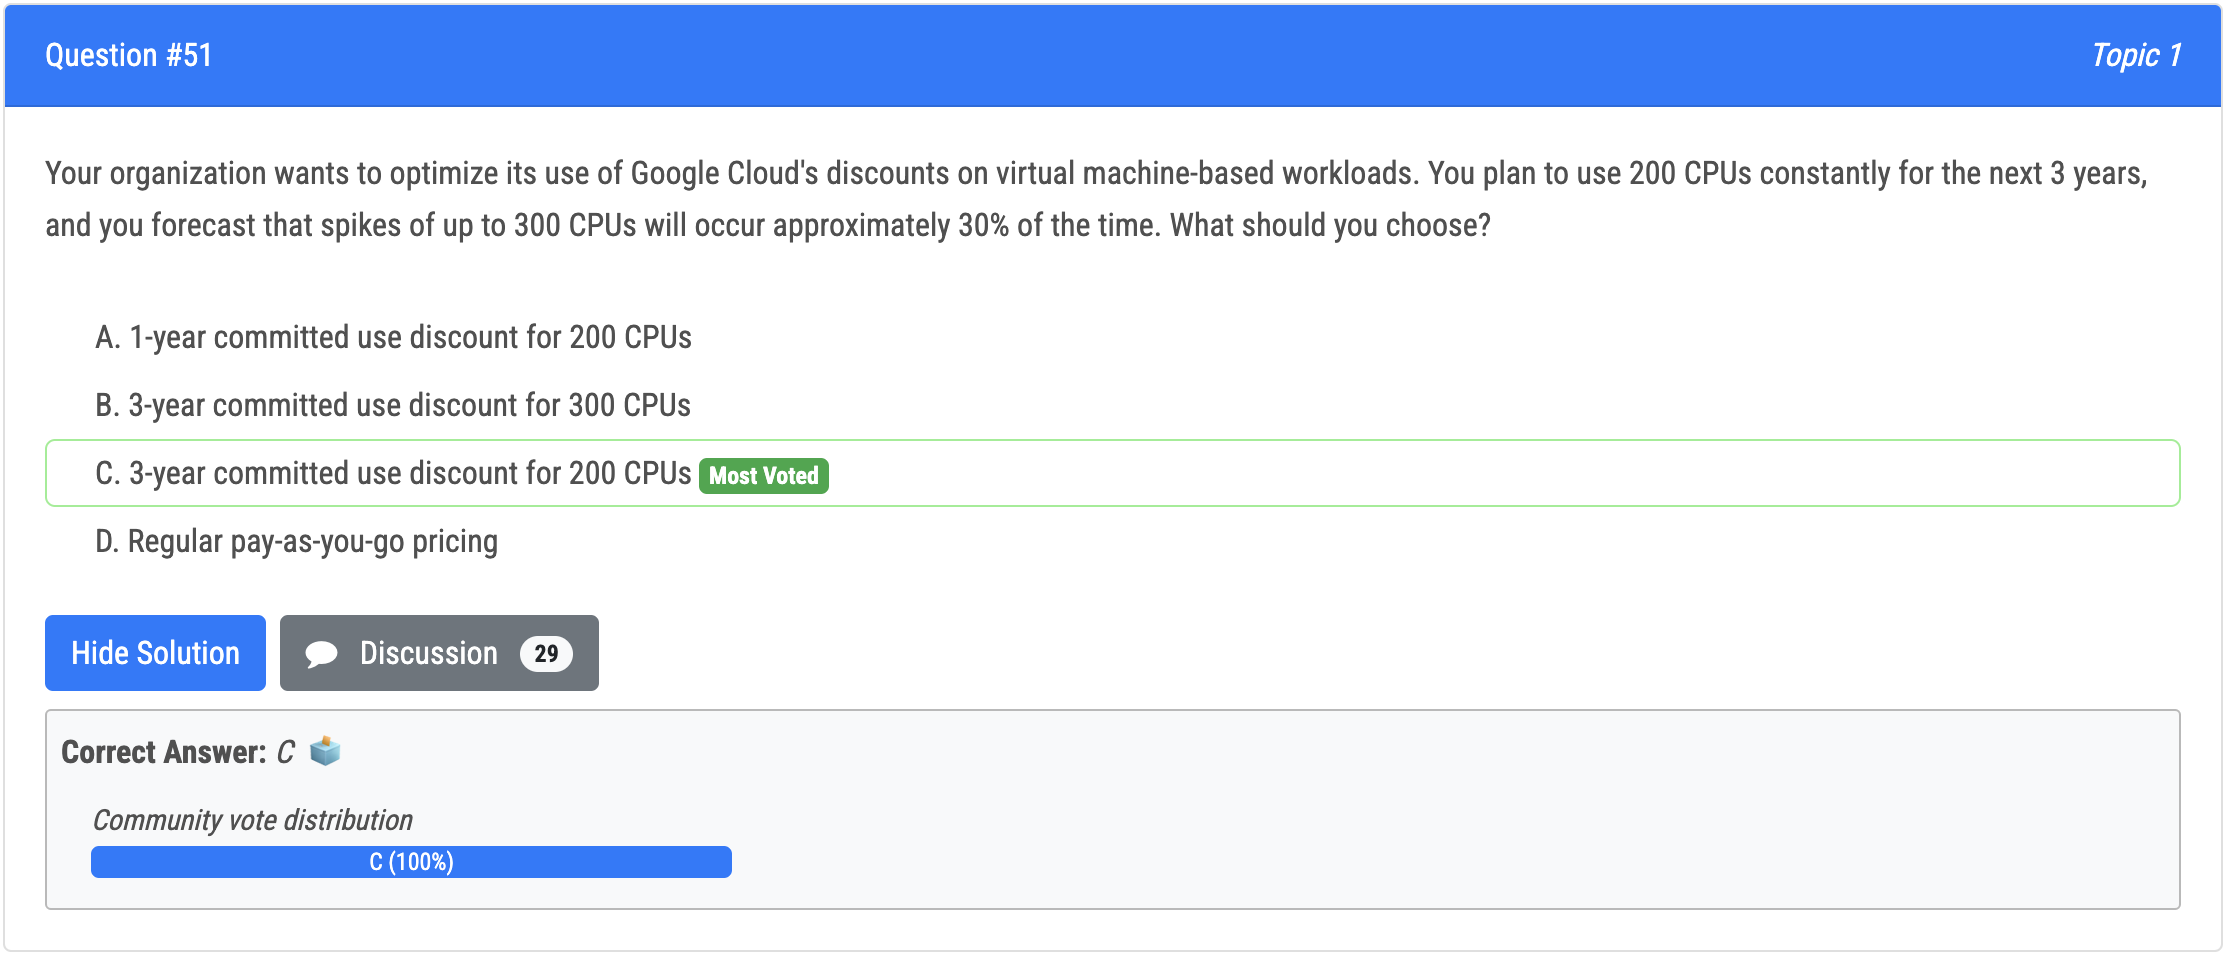 Question #51
Topic 1
Your organization wants to optimize its use of Google Cloud's discounts on virtual machine-based workloads. You plan to use 200 CPUs constantly for the next 3 years,
and you forecast that spikes of up to 300 CPUs will occur approximately 30% of the time. What should you choose?
A. 1-year committed use discount for 200 CPUs
B. 3-year committed use discount for 300 CPUs
C. 3-year committed use discount for 200 CPUs Most Voted
D. Regular pay-as-you-go pricing
Hide Solution Discussion 29
Correct Answer: C
Community vote distribution
C (100%)